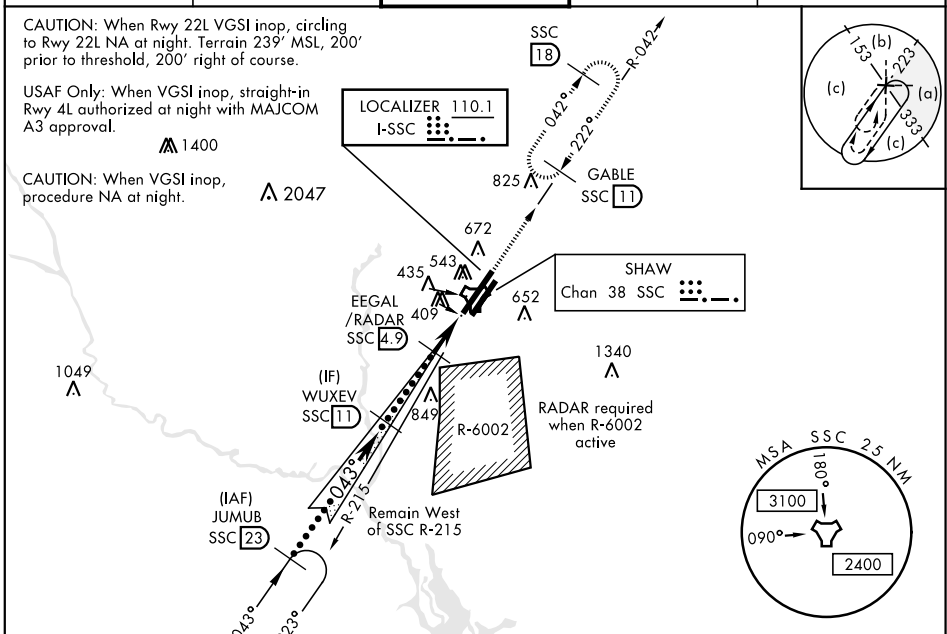 CAUTION: When Rwy 22L VGSI inop, circling
to Rwy 22L NA at night. Terrain 239' MSL, 200'
prior to threshold, 200' right of course.
USAF Only: When VGSI inop, straight-in
Rwy 4L authorized at night with MAJCOM
A3 approval.
1400
CAUTION: When VGSI inop,
procedure NA at night.
2047
LOCALIZER 110.1
I-SSC
SSC
18
R-042
042°
222°
825
GABLE
SSC 11
153
(b)
223
(c)
(a)
333
(c)
672
543
435
409
EEGAL
/RADAR
SSC 4.9
SHAW
Chan 38 SSC
652
1340
1049
(IF)
WUXEV
SSC 11
849
R-6002
RADAR required
when R-6002
active
043°
R-215
Remain West
of SSC R-215
(IAF)
JUMUB
SSC 23
043°
223°
MSA SSC 25 NM
180°
3100
090°
2400